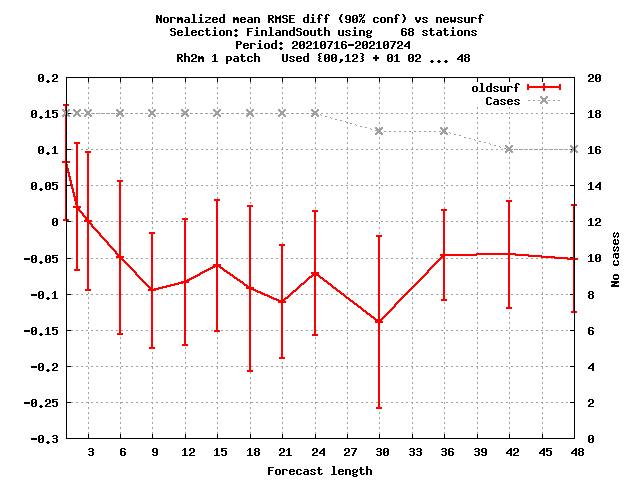 Normalized mean RMSE diff (90% conf) vs newsurf
Selection: FinlandSouth using    68 stations
Period: 20210716-20210724
Rh2m 1 patch   Used {00,12} + 01 02 ... 48
oldsurf
Cases
0.2
0.15
0.1
0.05
0
-0.05
-0.1
-0.15
-0.2
-0.25
-0.3
20
18
16
14
12
10
8
6
4
2
0
No cases
3 6 9 12 15 18 21 24 27 30 33 36 39 42 45 48
Forecast length